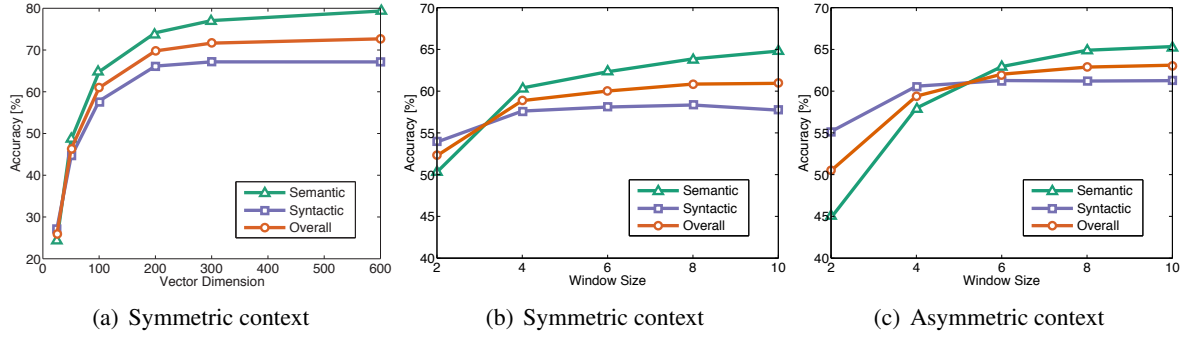 80
70
60
50
40
30
20
0 100 200 300 400 500 600
Accuracy [%]
Vector Dimension
Semantic
Syntactic
Overall
(a) Symmetric context
70
65
60
55
50
45
40
2 4 6 8 10
Accuracy [%]
Window Size
Semantic
Syntactic
Overall
(b) Symmetric context
70
65
60
55
50
45
40
2 4 6 8 10
Accuracy [%]
Window Size
Semantic
Syntactic
Overall
(c) Asymmetric context